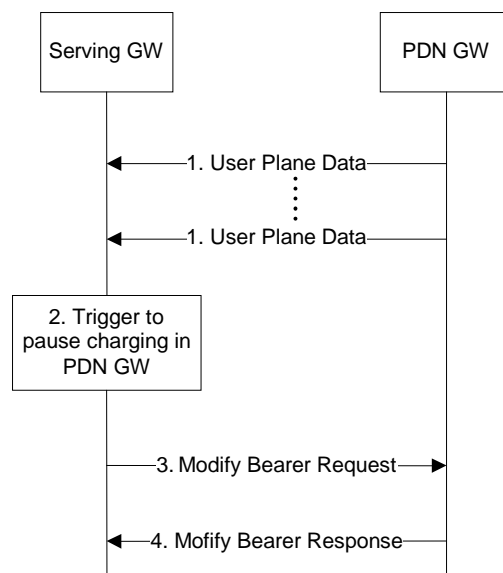 Serving GW
PDN GW
1. User Plane Data
1. User Plane Data
2. Trigger to
pause charging in
PDN GW
3. Modify Bearer Request
4. Mofify Bearer Response